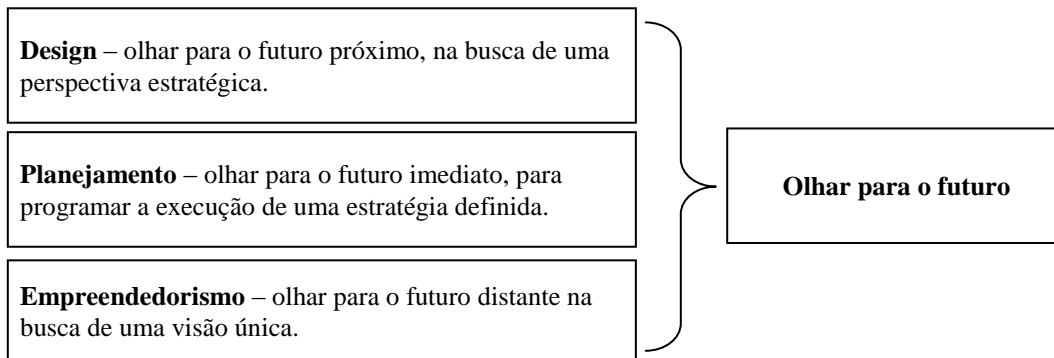 Design – olhar para o futuro próximo, na busca de uma
perspectiva estratégica.
Planejamento – olhar para o futuro imediato, para
programar a execução de uma estratégia definida.
Empreendedorismo – olhar para o futuro distante na
busca de uma visão única.
Olhar para o futuro